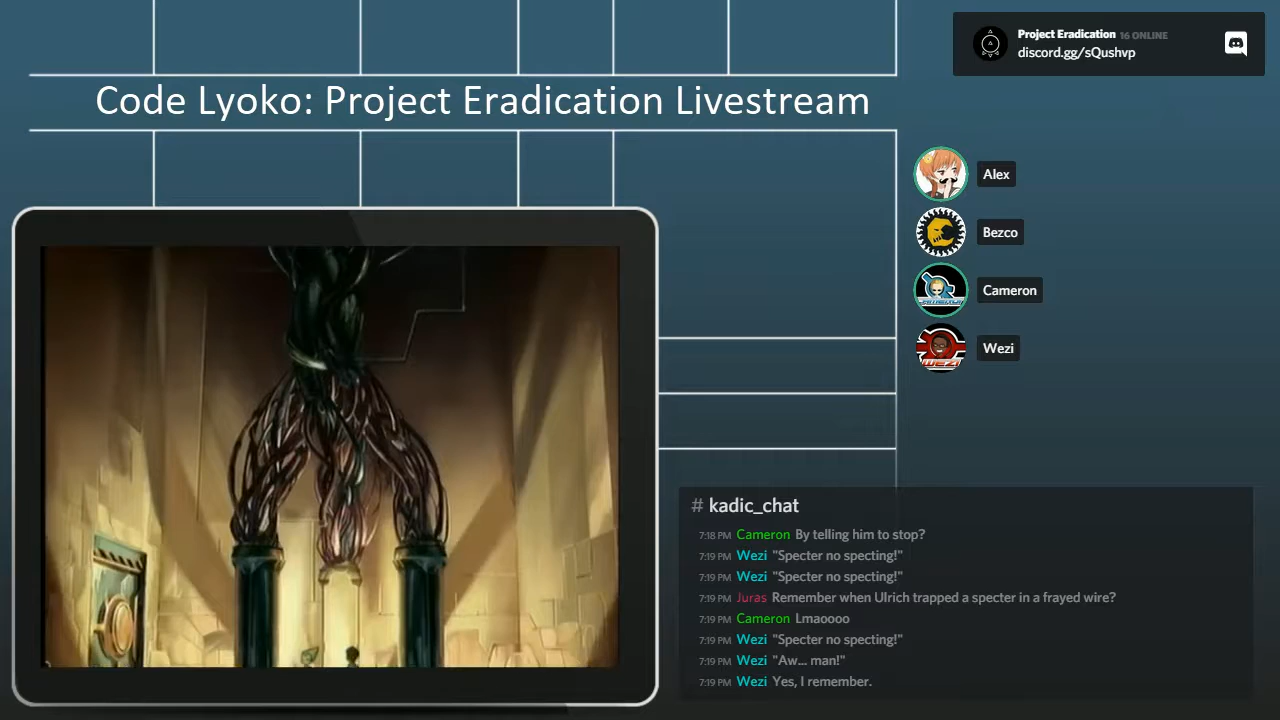 Project Eradication 16 ONLINE
discord.gg/sQushvp
Code Lyoko: Project Eradication Livestream
Alex
Bezco
Cameron
Wezi
WEZI
# kadic_chat
7:18 PM Cameron By telling him to stop?
7:19 PM Wezi "Specter no specting!"
7:19 PM Wezi "Specter no specting!"
7:19 PM Juras Remember when Ulrich trapped a specter in a frayed wire?
7:19 PM Cameron Lmaoooo
7:19 PM Wezi "Specter no specting!"
7:19 PM Wezi "Aw... man!"
7:19 PM Wezi Yes, I remember.